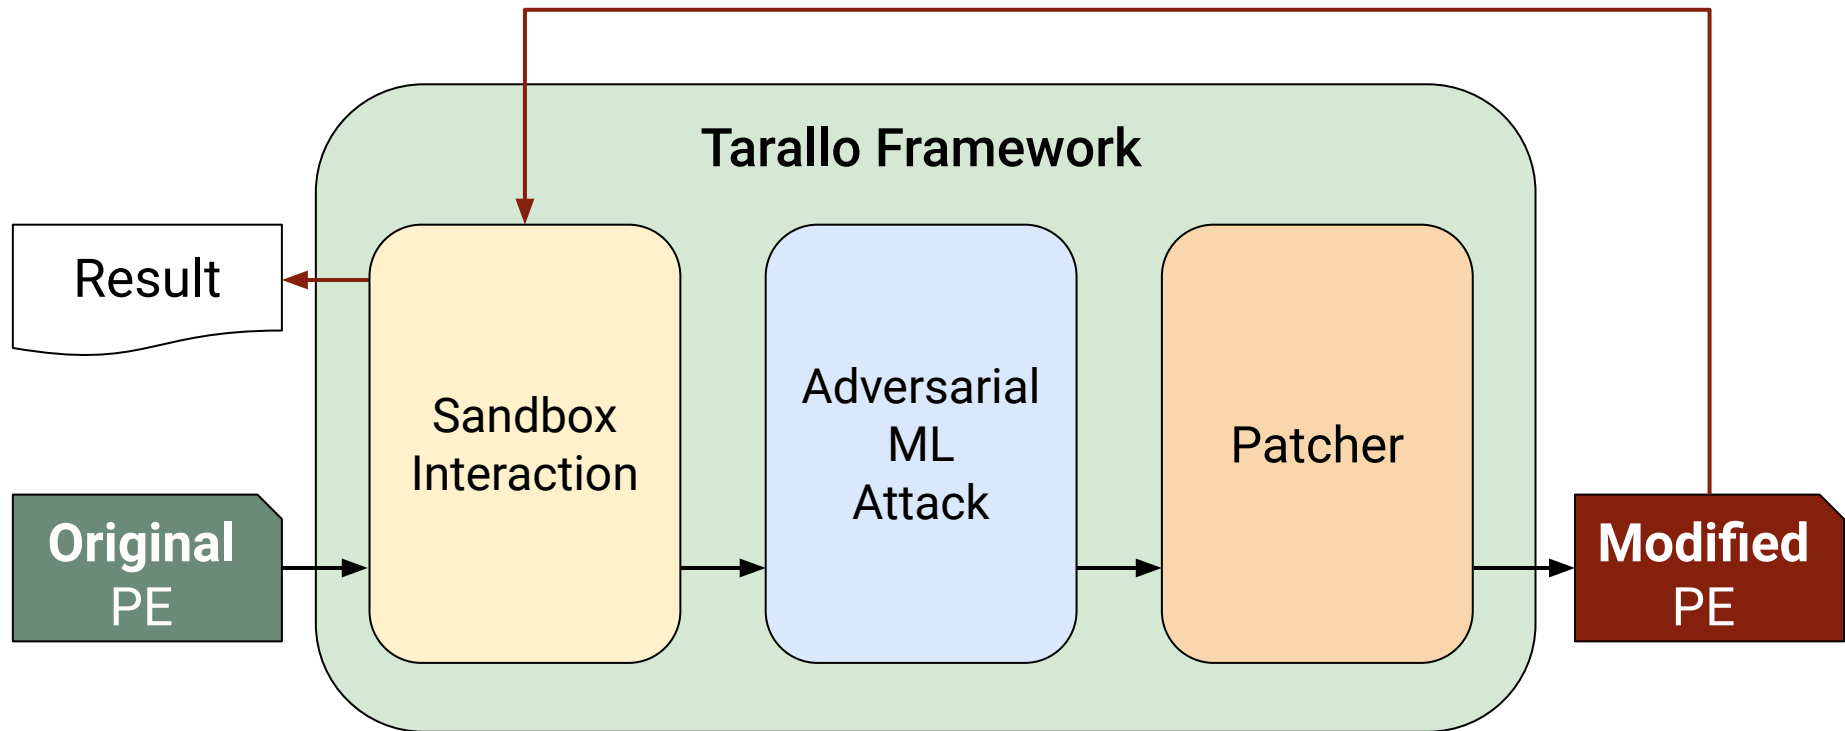 Tarallo Framework
Result
Sandbox
Interaction
Adversarial
ML
Attack
Patcher
Original
PE
Modified
PE